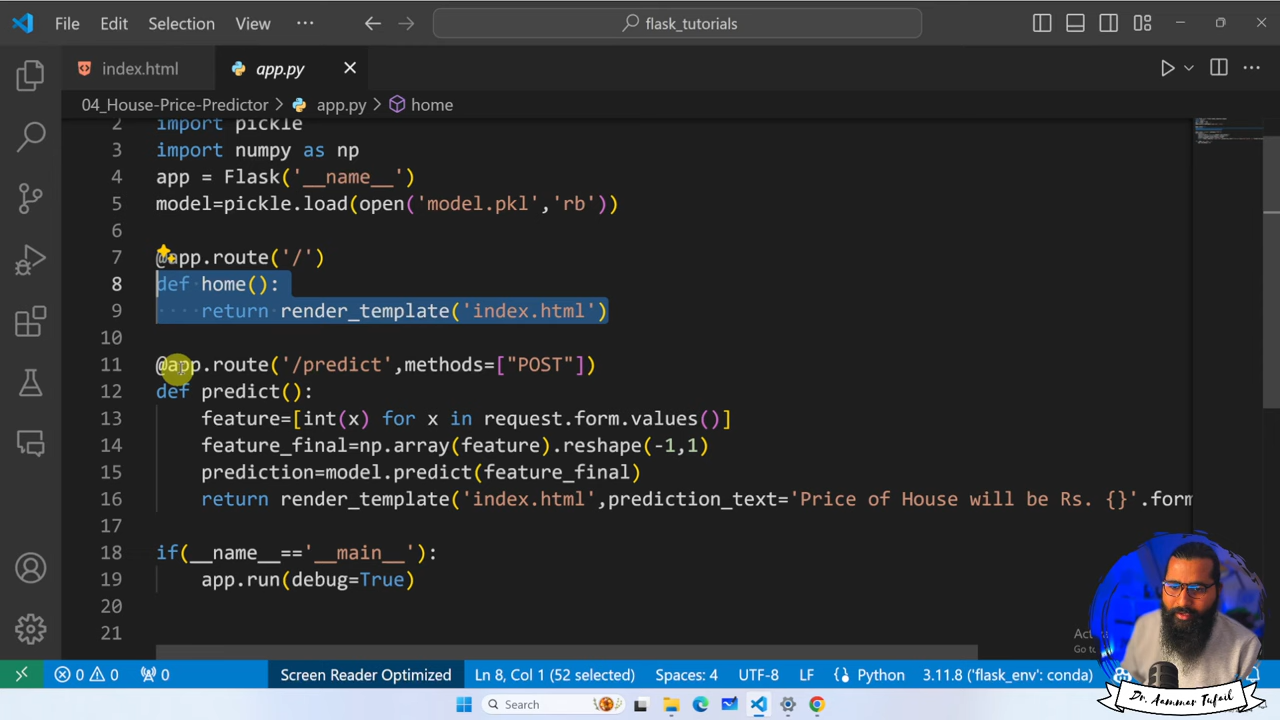 File Edit Selection View ··· flask_tutorials
index.html app.py
04_House-Price-Predictor > app.py > home
2 import pickle
3 import numpy as np
4 app = Flask('__name__')
5 model=pickle.load(open('model.pkl','rb'))
6
7 @app.route('/')
8 def home():
9 return render_template('index.html')
10
11 @app.route('/predict',methods=["POST"])
12 def predict():
13 feature=[int(x) for x in request.form.values()]
14 feature_final=np.array(feature).reshape(-1,1)
15 prediction=model.predict(feature_final)
16 return render_template('index.html',prediction_text='Price of House will be Rs. {}'.form
17
18 if(__name__=='__main__'):
19 app.run(debug=True)
20
21
Dr. Aammar Tufail
0 0 0 Screen Reader Optimized Ln 8, Col 1 (52 selected) Spaces: 4 UTF-8 LF Python 3.11.8 ('flask_env': conda)
Search